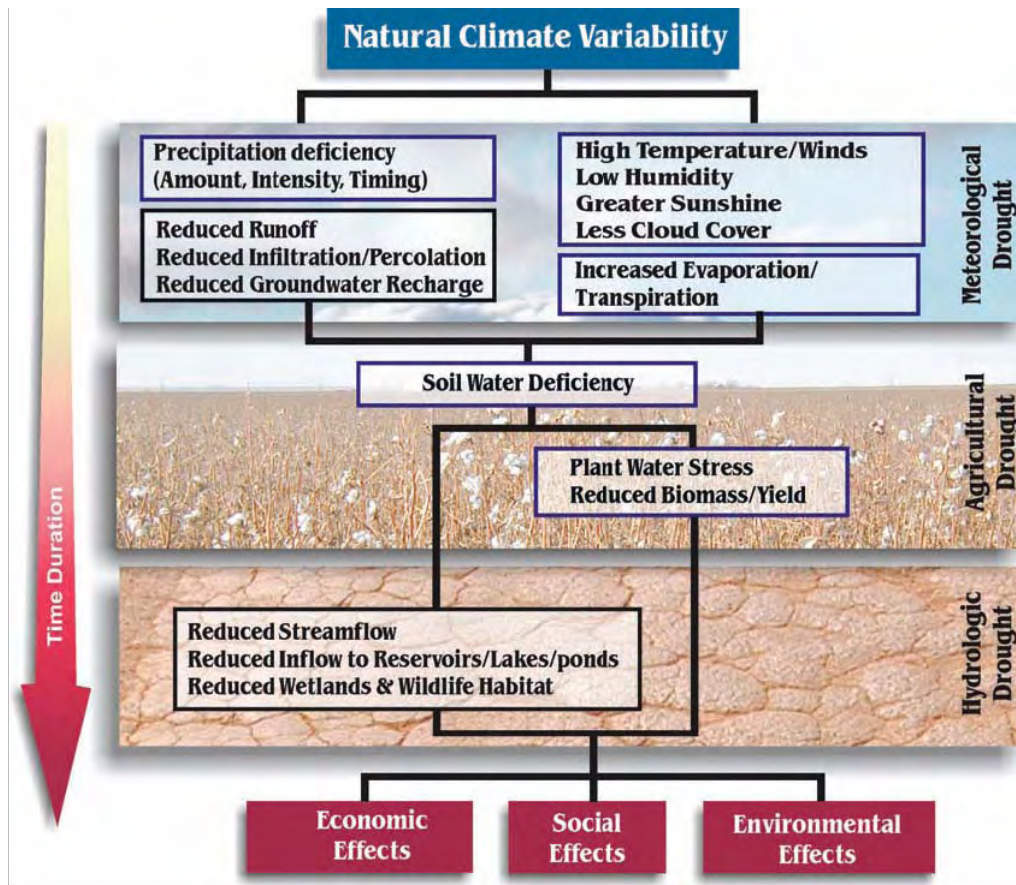 Natural Climate Variability
Precipitation deficiency
(Amount, Intensity, Timing)
High Temperature/Winds
Low Humidity
Greater Sunshine
Less Cloud Cover
Reduced Runoff
Reduced Infiltration/Percolation
Reduced Groundwater Recharge
Increased Evaporation/
Transpiration
Meteorological
Drought
Soil Water Deficiency
Plant Water Stress
Reduced Biomass/Yield
Agricultural
Drought
Time Duration
Reduced Streamflow
Reduced Inflow to Reservoirs/Lakes/ponds
Reduced Wetlands & Wildlife Habitat
Hydrologic
Drought
Economic
Effects
Social
Effects
Environmental
Effects